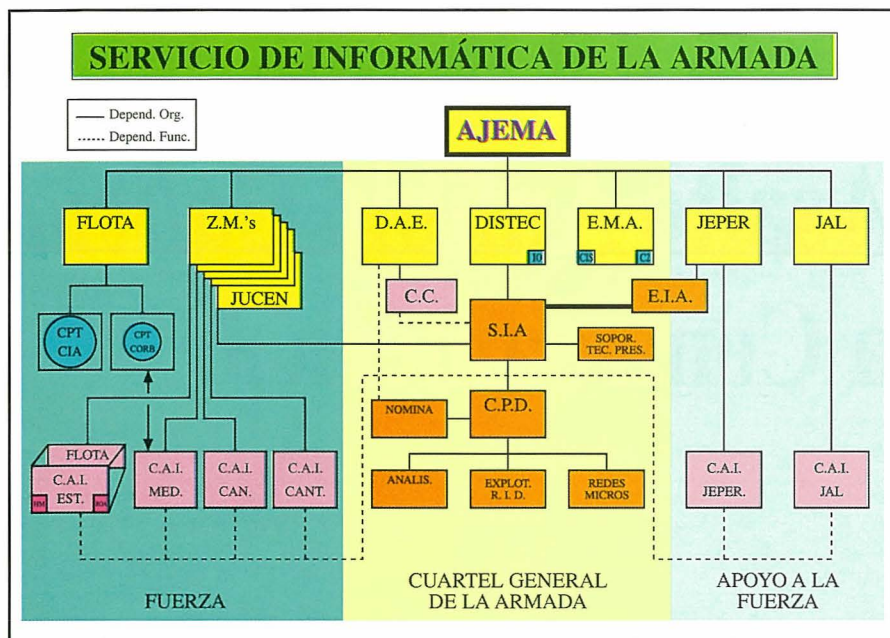 SERVICIO DE INFORMÁTICA DE LA ARMADA
Depend. Org.
Depend. Func.
AJEMA
FLOTA
Z.M.'s
JUCEN
D.A.E.
DISTEC
IO
E.M.A.
CIS
C2
JEPER
JAL
C.C.
E.I.A.
S.I.A
SOPOR.
TEC. PRES.
CPT
CIA
CPT
CORB
NOMINA
C.P.D.
FLOTA
C.A.I.
EST.
C.A.I.
MED.
C.A.I.
CAN.
C.A.I.
CANT.
ANALIS.
EXPLOT.
R. I. D.
REDES
MICROS
C.A.I.
JEPER.
C.A.I.
JAL
FUERZA
CUARTEL GENERAL
DE LA ARMADA
APOYO A LA
FUERZA